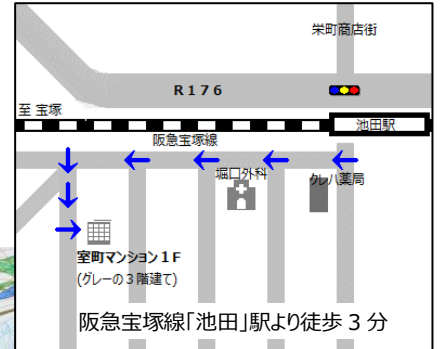 栄町商店街
R176
至 宝塚
池田駅
阪急宝塚線
堀口外科
クレハ薬局
室町マンション１F
(グレーの３階建て)
阪急宝塚線「池田」駅より徒歩３分